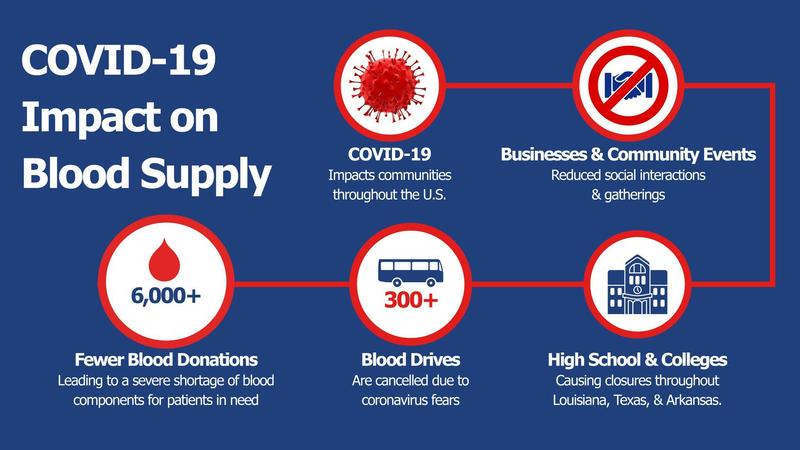 COVID-19
Impact on
Blood Supply
COVID-19
Impacts communities
throughout the U.S.
Businesses & Community Events
Reduced social interactions
& gatherings
High School & Colleges
Causing closures throughout
Louisiana, Texas, & Arkansas.
300+
Blood Drives
Are cancelled due to
coronavirus fears
6,000+
Fewer Blood Donations
Leading to a severe shortage of blood
components for patients in need